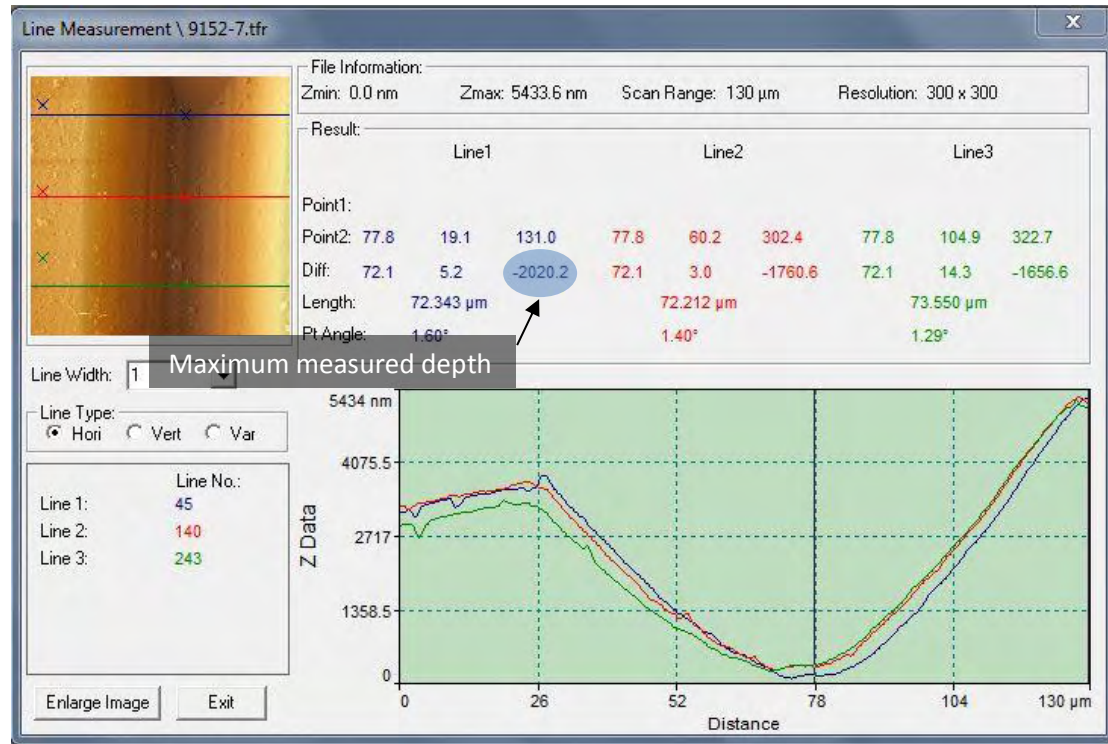 Line Measurement \ 9152-7.tfr
X
File Information:
Zmin: 0.0 nm Zmax: 5433.6 nm Scan Range: 130 µm Resolution: 300 x 300
Result:
Line1 Line2 Line3
Point1:
Point2: 77.8 19.1 131.0 77.8 60.2 302.4 77.8 104.9 322.7
Diff: 72.1 5.2 -2020.2 72.1 3.0 -1760.6 72.1 14.3 -1656.6
Length: 72.343 µm 72.212 µm 73.550 µm
Pt Angle: 1.60° 1.40° 1.29°
Maximum measured depth
Line Width: 1
Line Type:
Hori Vert Var
Line No.:
Line 1: 45
Line 2: 140
Line 3: 243
Enlarge Image Exit
5434 nm
4075.5
2717
1358.5
0
Z Data
0 26 52 78 104 130 µm
Distance